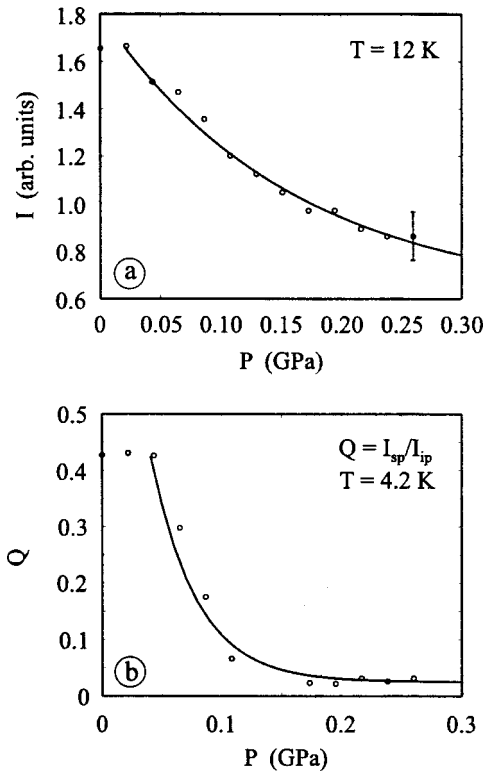 1.8
1.6
1.4
1.2
1.0
0.8
0.6
I (arb. units)
T = 12 K
a
0 0.05 0.10 0.15 0.20 0.25 0.30
P (GPa)
0.5
0.4
0.3
0.2
0.1
0
Q
Q = I_sp/I_ip
T = 4.2 K
b
0 0.1 0.2 0.3
P (GPa)